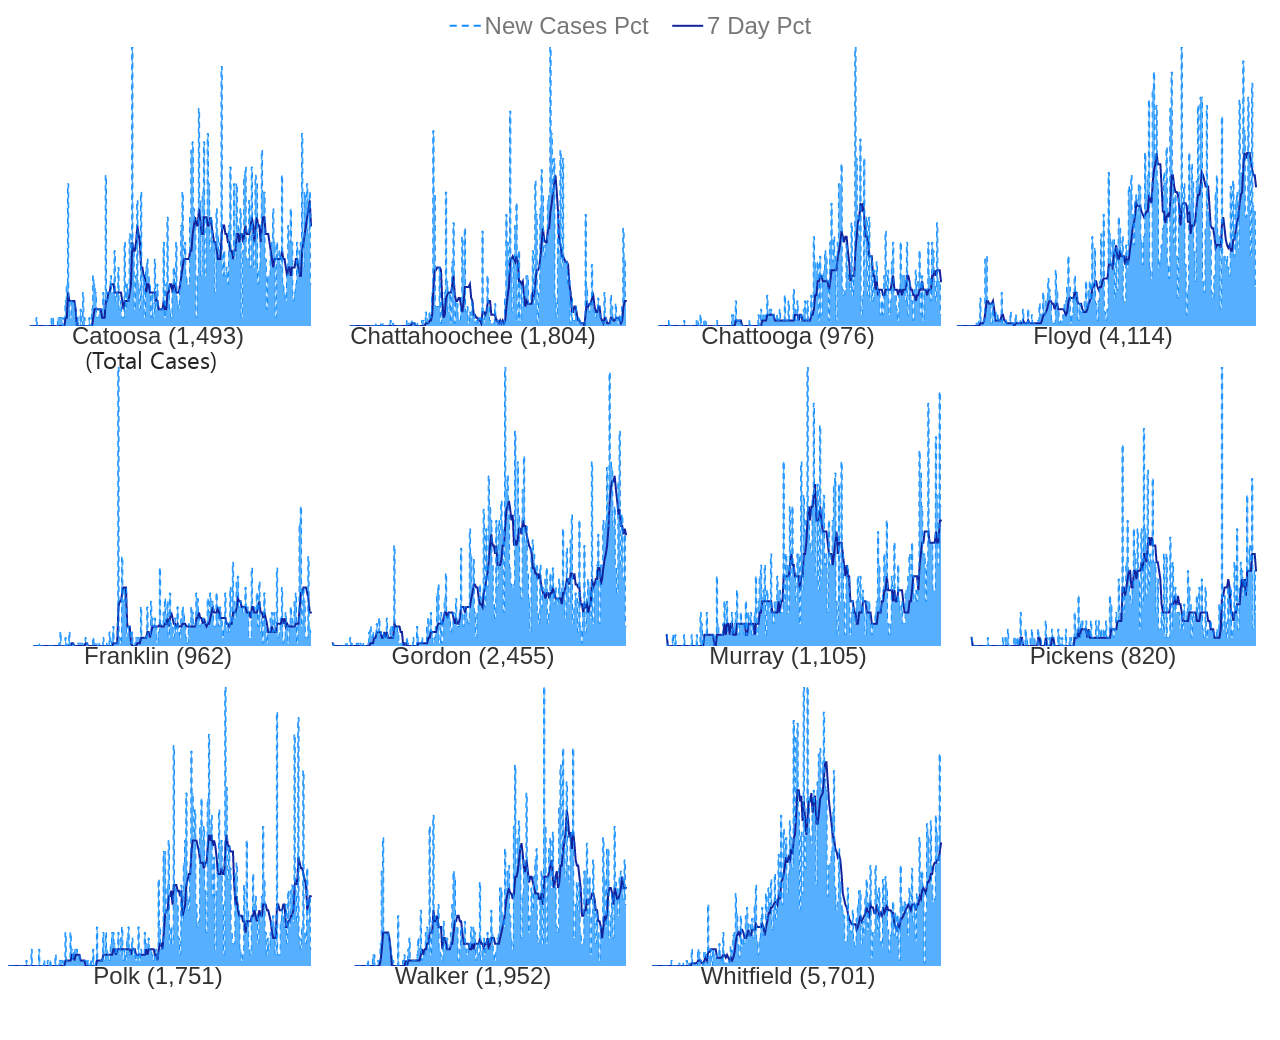 New Cases Pct 7 Day Pct
Catoosa (1,493) Chattahoochee (1,804) Chattooga (976) Floyd (4,114)
(Total Cases)
Franklin (962) Gordon (2,455) Murray (1,105) Pickens (820)
Polk (1,751) Walker (1,952) Whitfield (5,701)